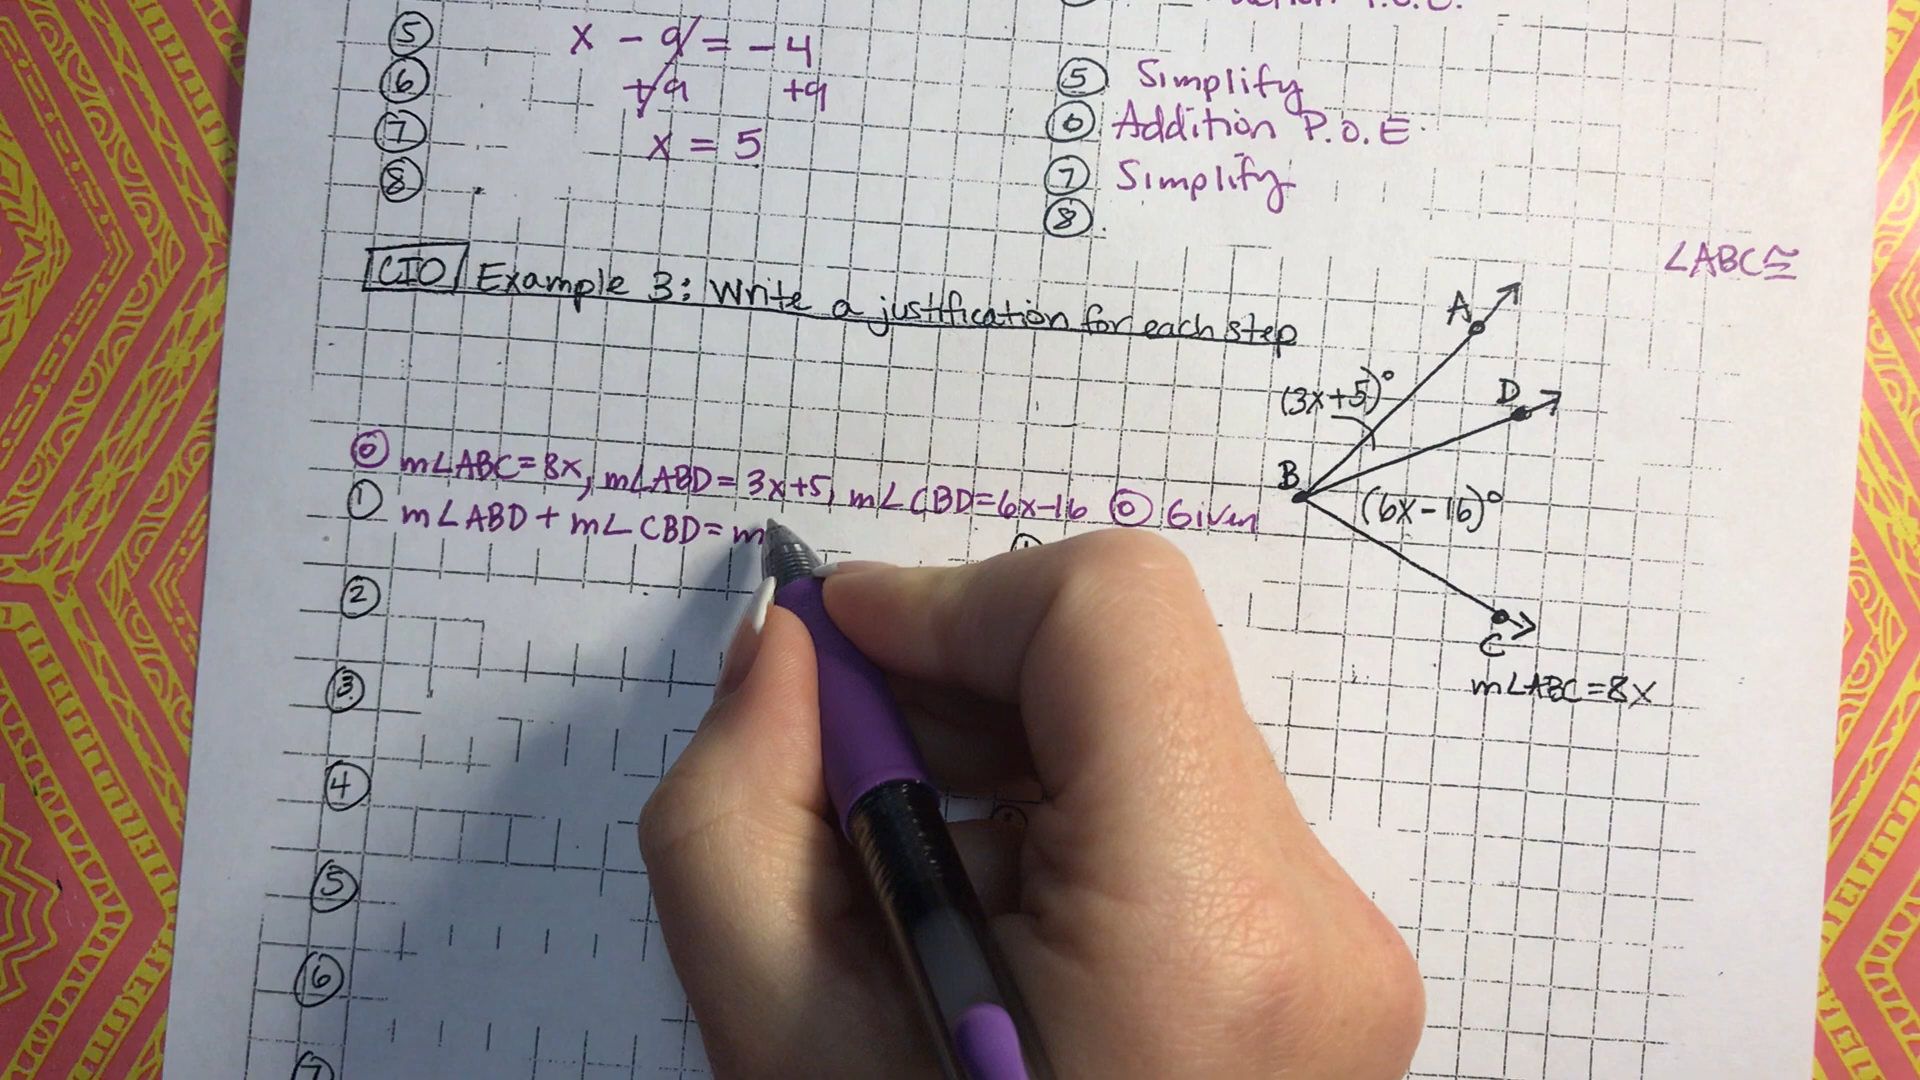 ⑤ x - 9 = -4
⑥ +9 +9
⑦ x = 5
⑧
⑤ Simplify
⑥ Addition P.O.E.
⑦ Simplify
⑧
∠ABC≅
CIO Example 3: Write a justification for each step
A
(3x+5)°
D
B
(6x-16)°
C
m∠ABC=8x
⓪ m∠ABC=8x, m∠ABD=3x+5, m∠CBD=6x-16 ⓪ Given
① m∠ABD + m∠CBD= m
②
③
④
⑤
⑥
⑦